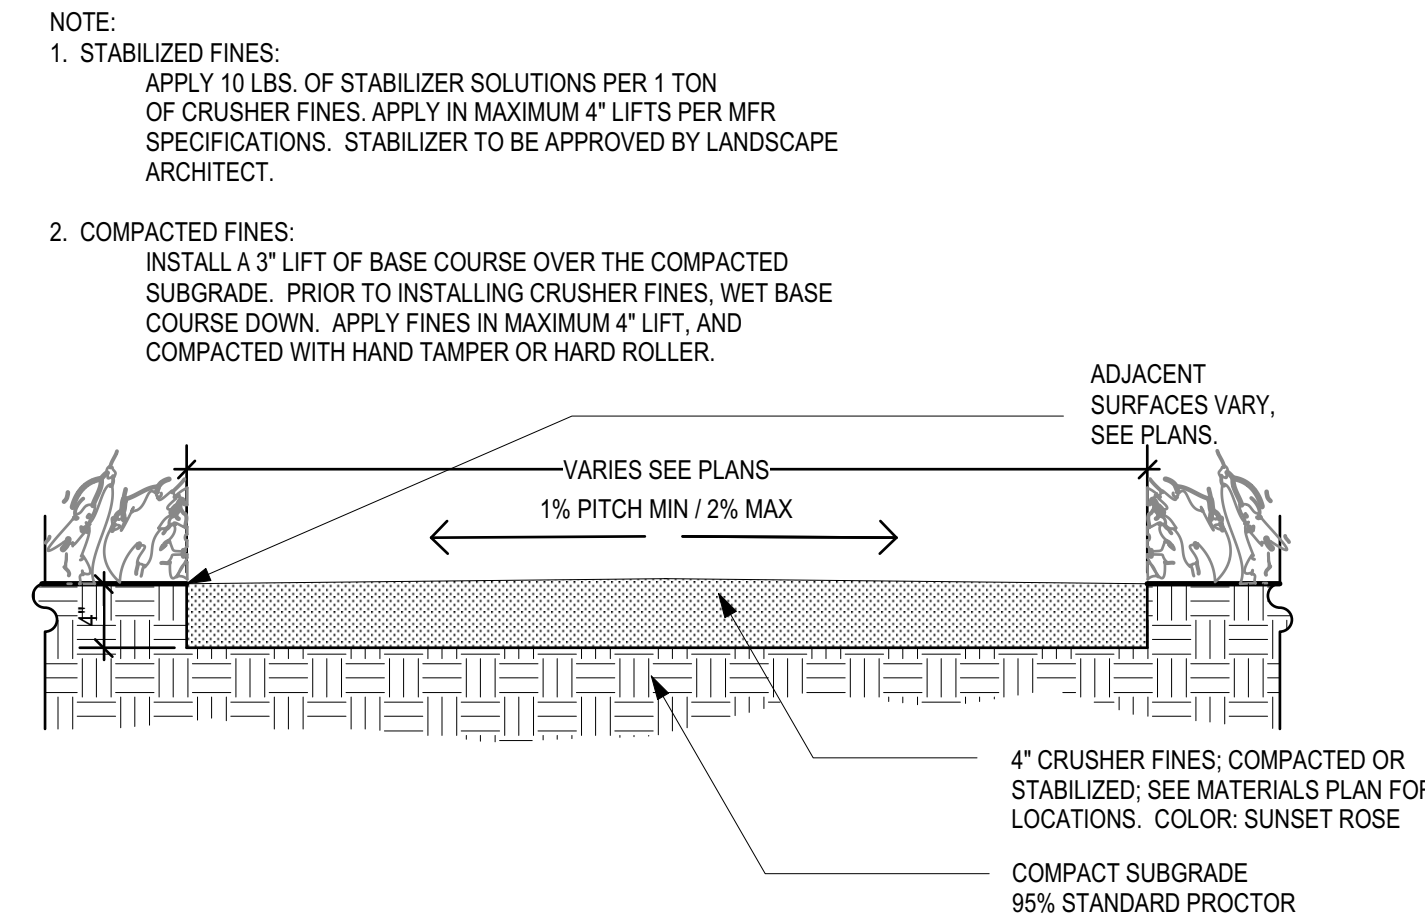 NOTE:
1. STABILIZED FINES:
APPLY 10 LBS. OF STABILIZER SOLUTIONS PER 1 TON
OF CRUSHER FINES. APPLY IN MAXIMUM 4" LIFTS PER MFR
SPECIFICATIONS. STABILIZER TO BE APPROVED BY LANDSCAPE
ARCHITECT.
2. COMPACTED FINES:
INSTALL A 3" LIFT OF BASE COURSE OVER THE COMPACTED
SUBGRADE. PRIOR TO INSTALLING CRUSHER FINES, WET BASE
COURSE DOWN. APPLY FINES IN MAXIMUM 4" LIFT, AND
COMPACTED WITH HAND TAMPER OR HARD ROLLER.
ADJACENT
SURFACES VARY,
SEE PLANS.
VARIES SEE PLANS
1% PITCH MIN / 2% MAX
4"
4" CRUSHER FINES; COMPACTED OR
STABILIZED; SEE MATERIALS PLAN FOR
LOCATIONS. COLOR: SUNSET ROSE
COMPACT SUBGRADE
95% STANDARD PROCTOR